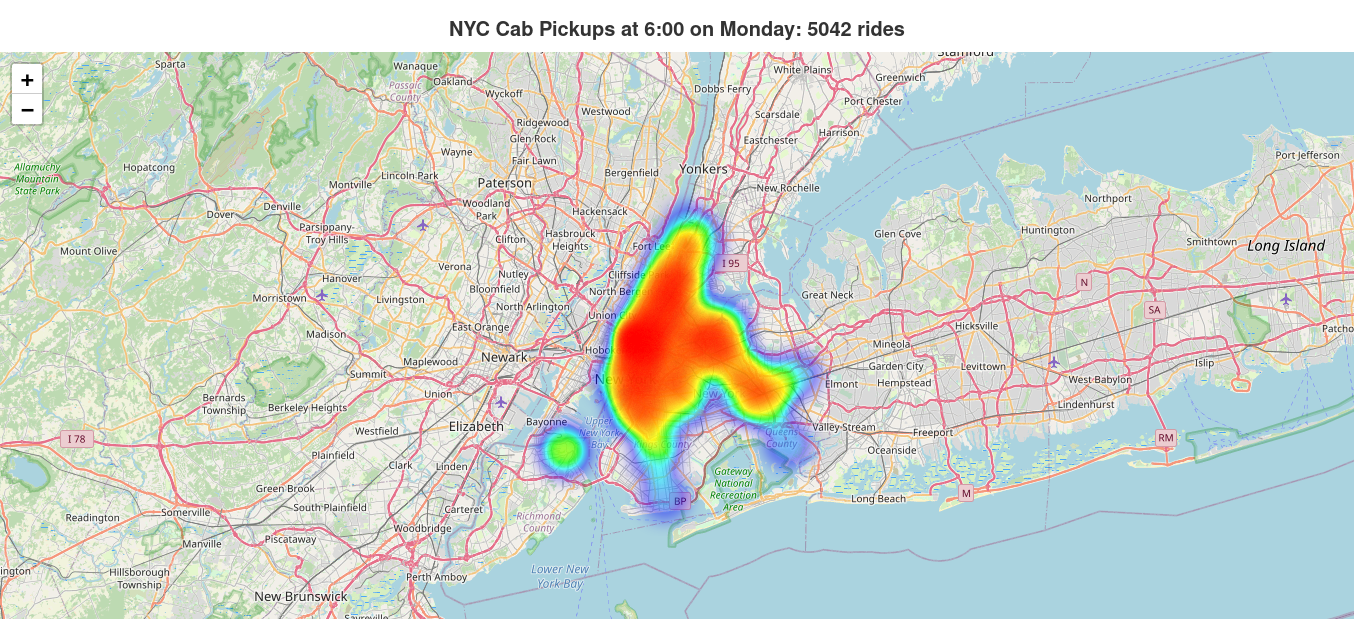 NYC Cab Pickups at 6:00 on Monday: 5042 rides
Stamford
Sparta
Wanaque
White Plains
+
Oakland
Greenwich
Passaic
County
Dobbs Ferry
Wyckoff
Port Chester
−
Westwood
Scarsdale
Ridgewood
Harrison
Glen Rock
Eastchester
Wayne
Fair Lawn
Port Jefferson
Hopatcong
Allamuchy
Mountain
State Park
Bergenfield
Yonkers
Lincoln Park
Montville
Paterson
New Rochelle
Northport
Woodland
Park
Denville
Hackensack
Dover
Parsippany-
Troy Hills
Hasbrouck
Heights
Clifton
Glen Cove
Huntington
Smithtown
Long Island
Fort Lee
Mount Olive
I 95
Verona
Nutley
Cliffside
Hanover
Bloomfield
North Bergen
N
Morristown
Livingston
North Arlington
Great Neck
SA
Union
East Orange
Hicksville
Madison
Mineola
Newark
Maplewood
Garden City
Levittown
Islip
Summit
Hempstead
West Babylon
Elmont
Bernards
Township
Union
Berkeley Heights
Lindenhurst
Bayonne
Elizabeth
Upper
New York
Bay
Valley Stream
Freeport
Westfield
I 78
RM
Queens
County
Kings County
Oceanside
Plainfield
Clark
Linden
Gateway
National
Recreation
Area
Green Brook
M
Long Beach
BP
South Plainfield
Carteret
Somerville
Readington
Richmond
County
Woodbridge
Piscataway
Manville
Hillsborough
Township
Perth Amboy
Lower New
York Bay
New Brunswick
Sayreville